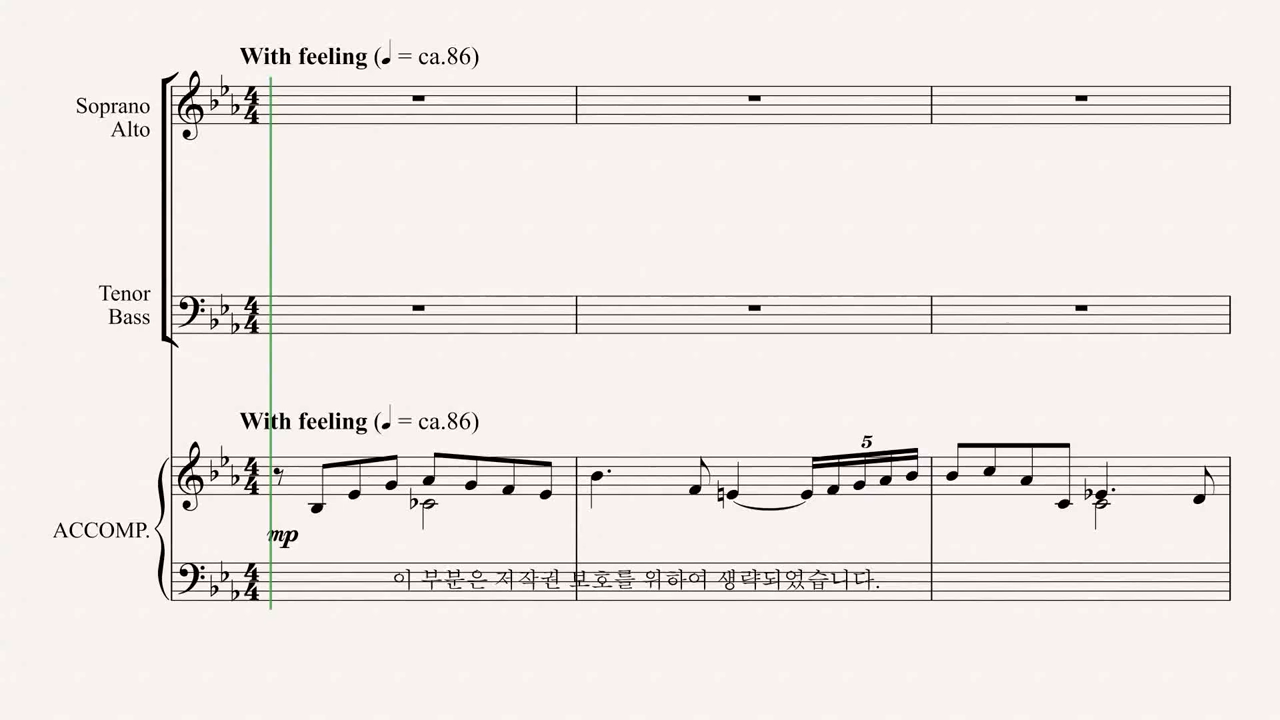 With feeling (♩ = ca.86)
Soprano
Alto
Tenor
Bass
With feeling (♩ = ca.86)
5
mp
ACCOMP.
이 부분은 저작권 보호를 위하여 생략되었습니다.